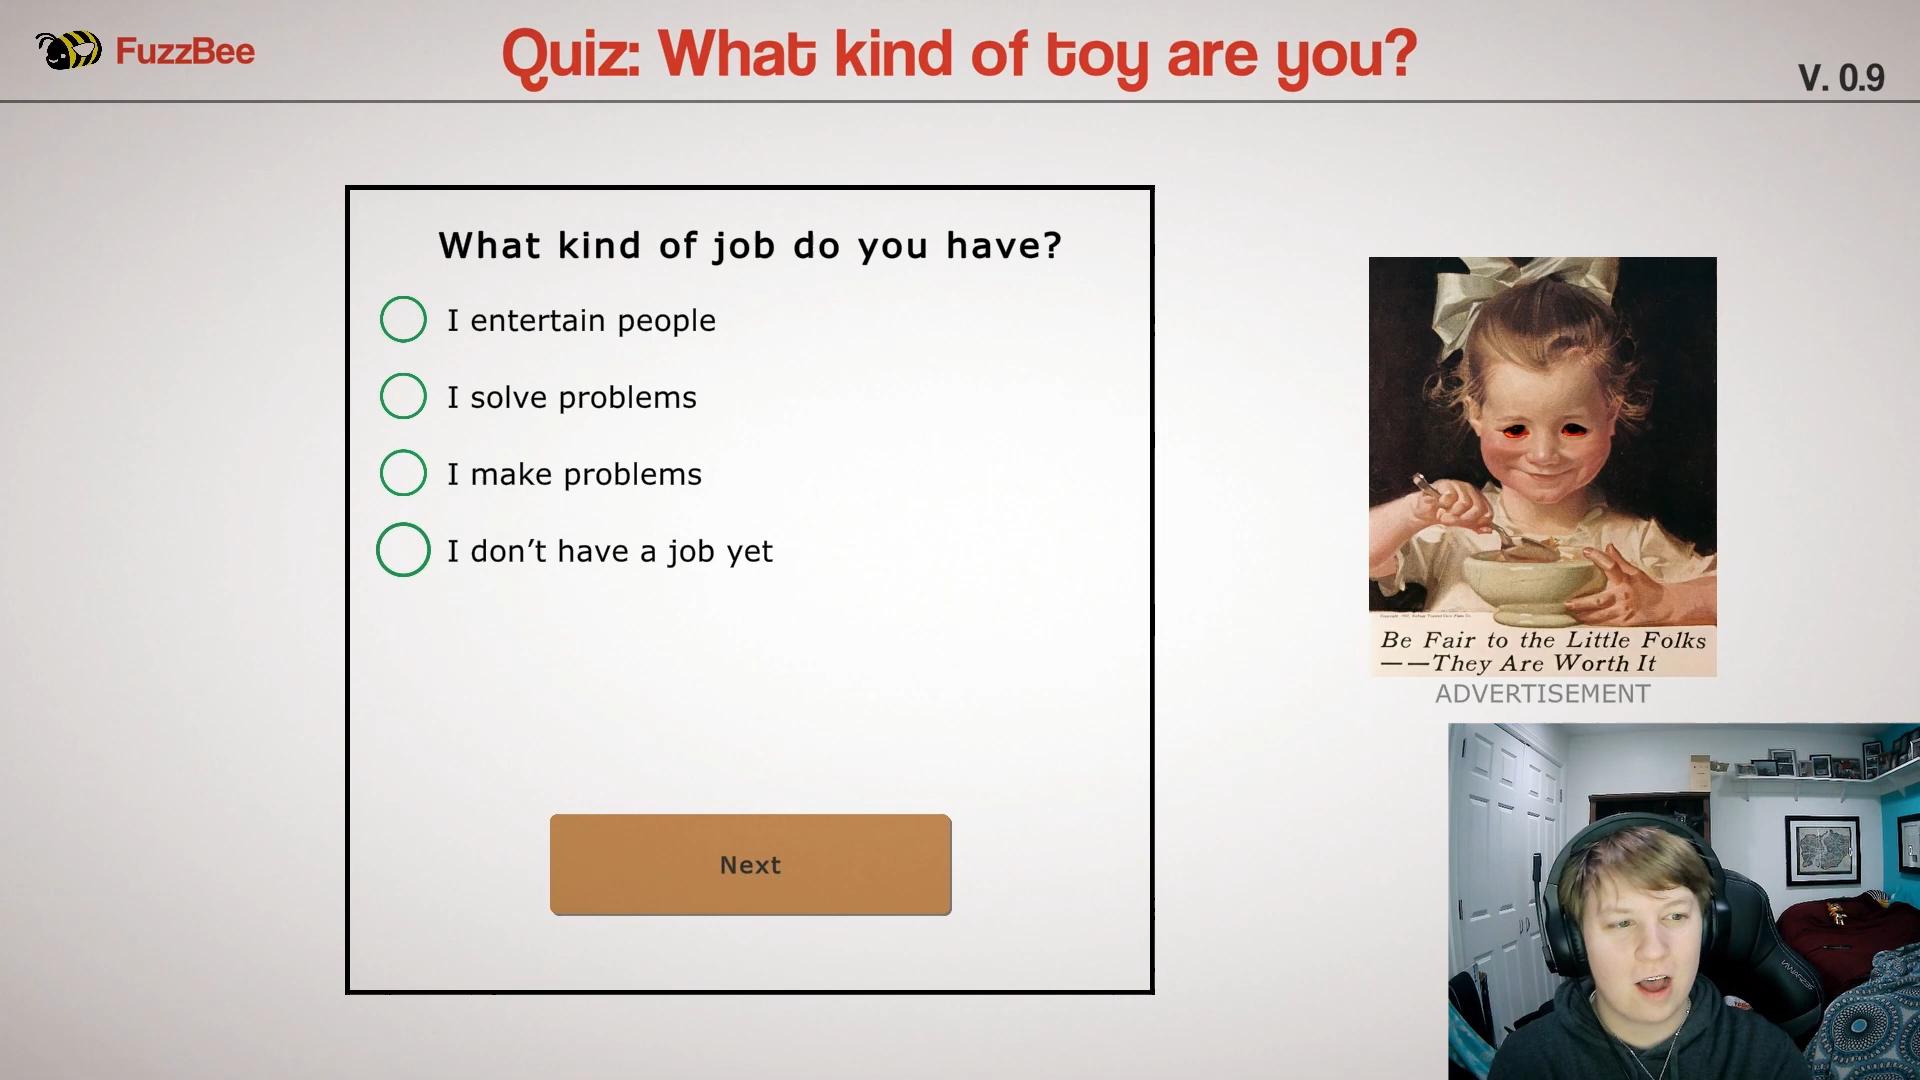 FuzzBee
Quiz: What kind of toy are you?
V. 0.9
What kind of job do you have?
I entertain people
I solve problems
I make problems
I don’t have a job yet
Next
Be Fair to the Little Folks
——They Are Worth It
ADVERTISEMENT